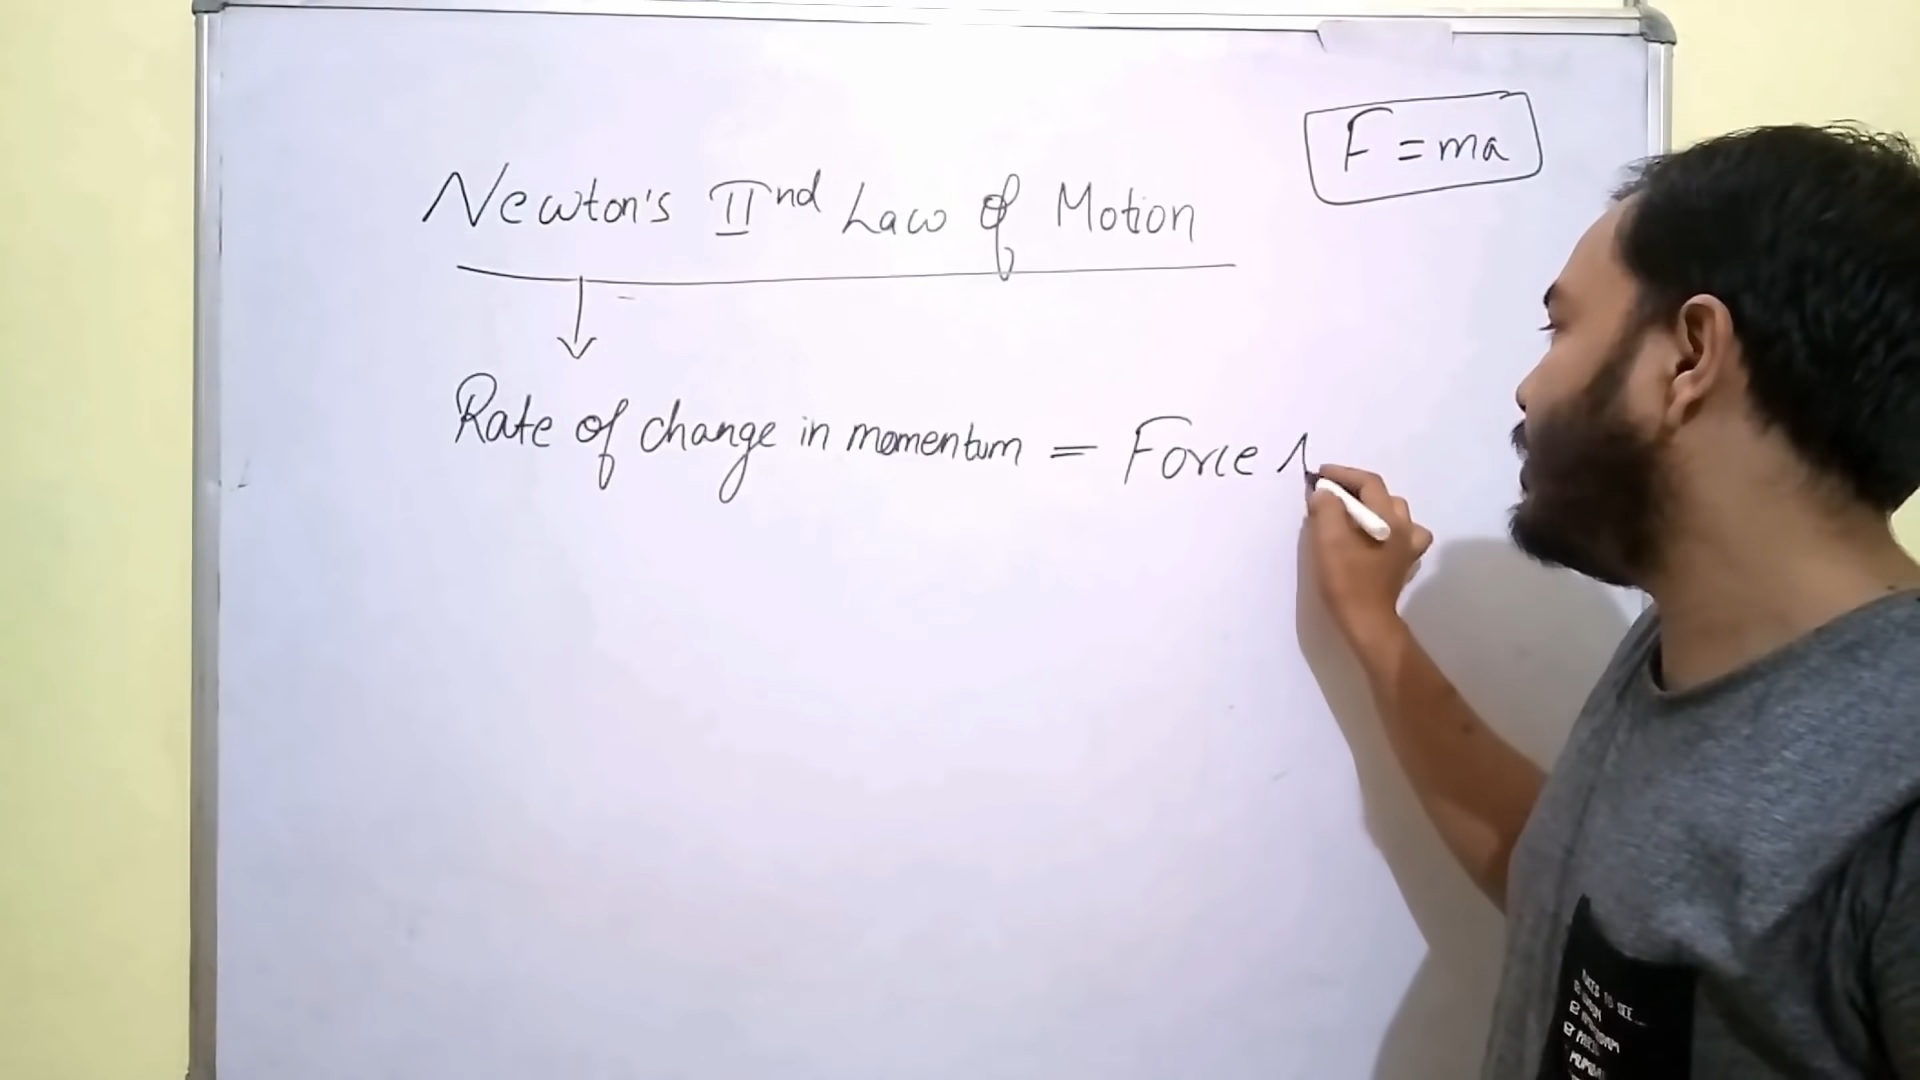 F = ma
Newton's IInd Law of Motion
Rate of change in momentum = Force